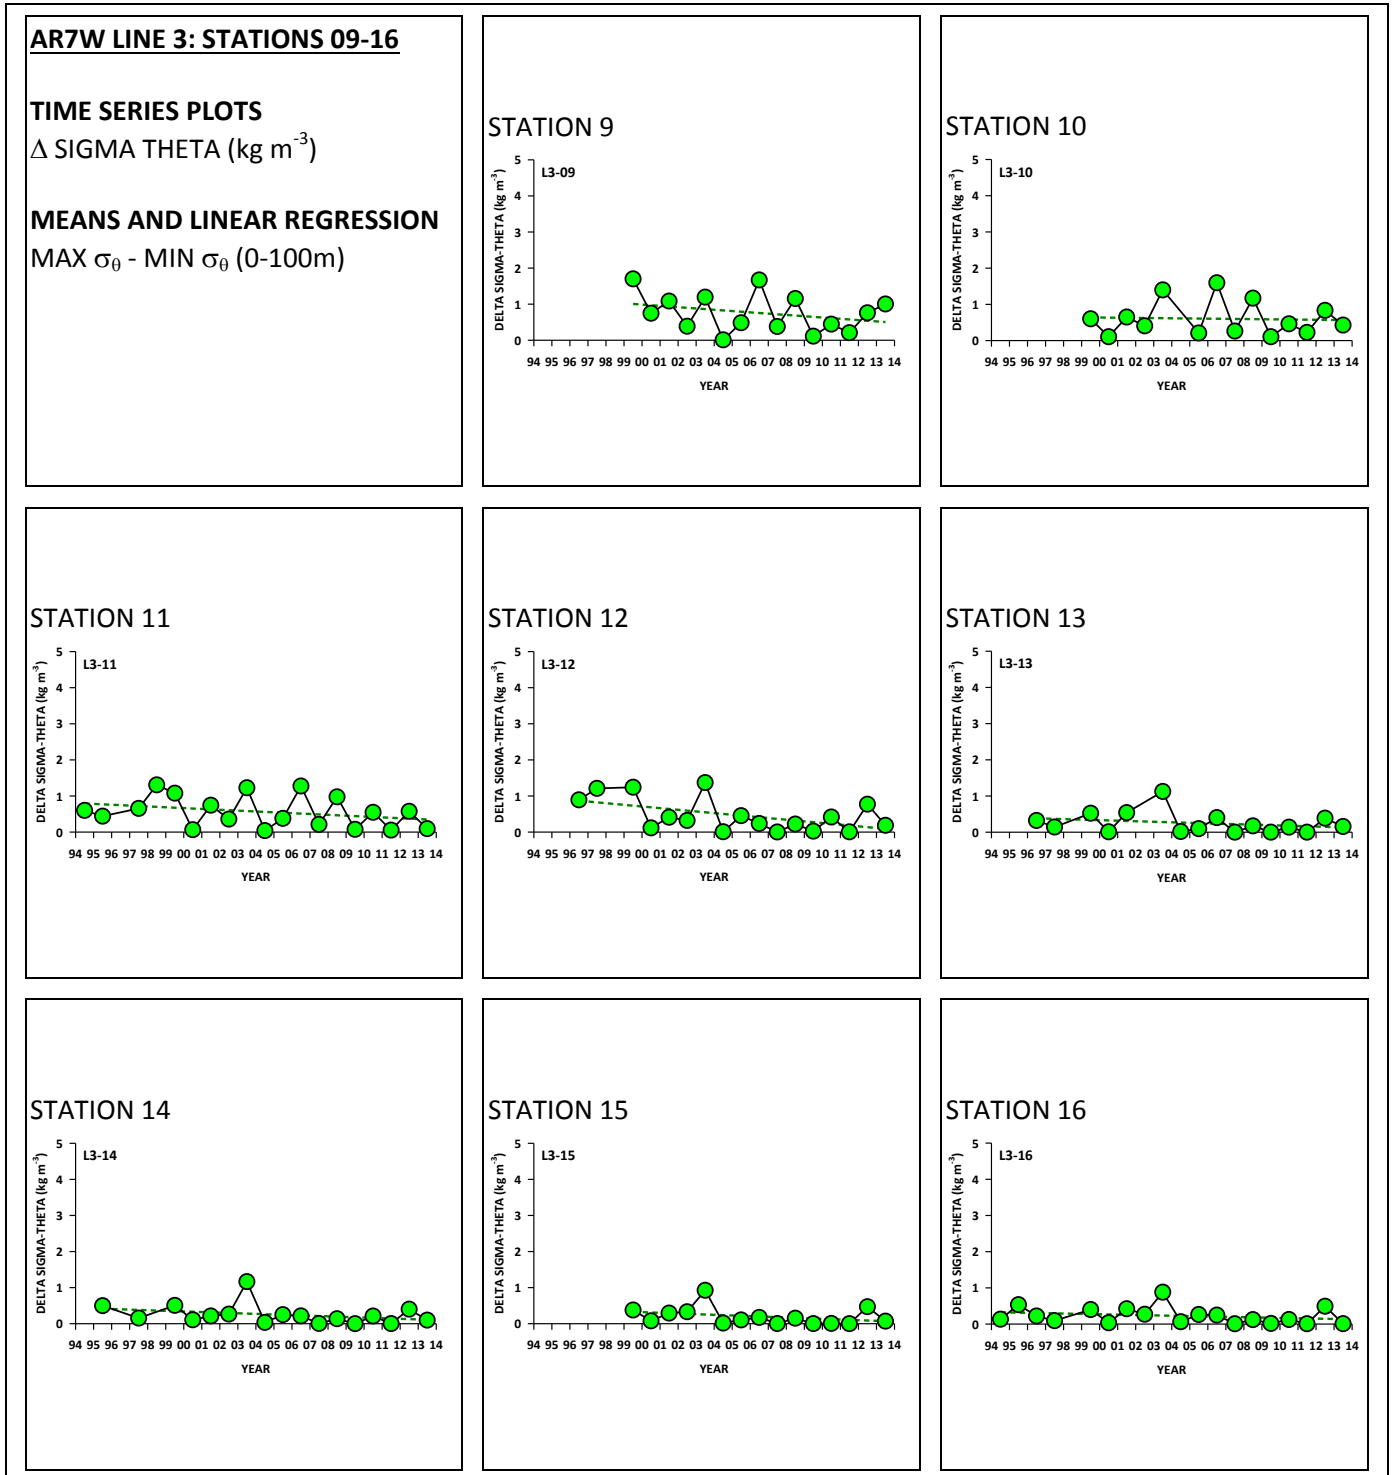 AR7W LINE 3: STATIONS 09-16
TIME SERIES PLOTS
Δ SIGMA THETA (kg m-3)
MEANS AND LINEAR REGRESSION
MAX σθ - MIN σθ (0-100m)
STATION 9
DELTA SIGMA-THETA (kg m-3)
L3-09
5
4
3
2
1
0
94 95 96 97 98 99 00 01 02 03 04 05 06 07 08 09 10 11 12 13 14
YEAR
STATION 10
DELTA SIGMA-THETA (kg m-3)
L3-10
5
4
3
2
1
0
94 95 96 97 98 99 00 01 02 03 04 05 06 07 08 09 10 11 12 13 14
YEAR
STATION 11
DELTA SIGMA-THETA (kg m-3)
L3-11
5
4
3
2
1
0
94 95 96 97 98 99 00 01 02 03 04 05 06 07 08 09 10 11 12 13 14
YEAR
STATION 12
DELTA SIGMA-THETA (kg m-3)
L3-12
5
4
3
2
1
0
94 95 96 97 98 99 00 01 02 03 04 05 06 07 08 09 10 11 12 13 14
YEAR
STATION 13
DELTA SIGMA-THETA (kg m-3)
L3-13
5
4
3
2
1
0
94 95 96 97 98 99 00 01 02 03 04 05 06 07 08 09 10 11 12 13 14
YEAR
STATION 14
DELTA SIGMA-THETA (kg m-3)
L3-14
5
4
3
2
1
0
94 95 96 97 98 99 00 01 02 03 04 05 06 07 08 09 10 11 12 13 14
YEAR
STATION 15
DELTA SIGMA-THETA (kg m-3)
L3-15
5
4
3
2
1
0
94 95 96 97 98 99 00 01 02 03 04 05 06 07 08 09 10 11 12 13 14
YEAR
STATION 16
DELTA SIGMA-THETA (kg m-3)
L3-16
5
4
3
2
1
0
94 95 96 97 98 99 00 01 02 03 04 05 06 07 08 09 10 11 12 13 14
YEAR